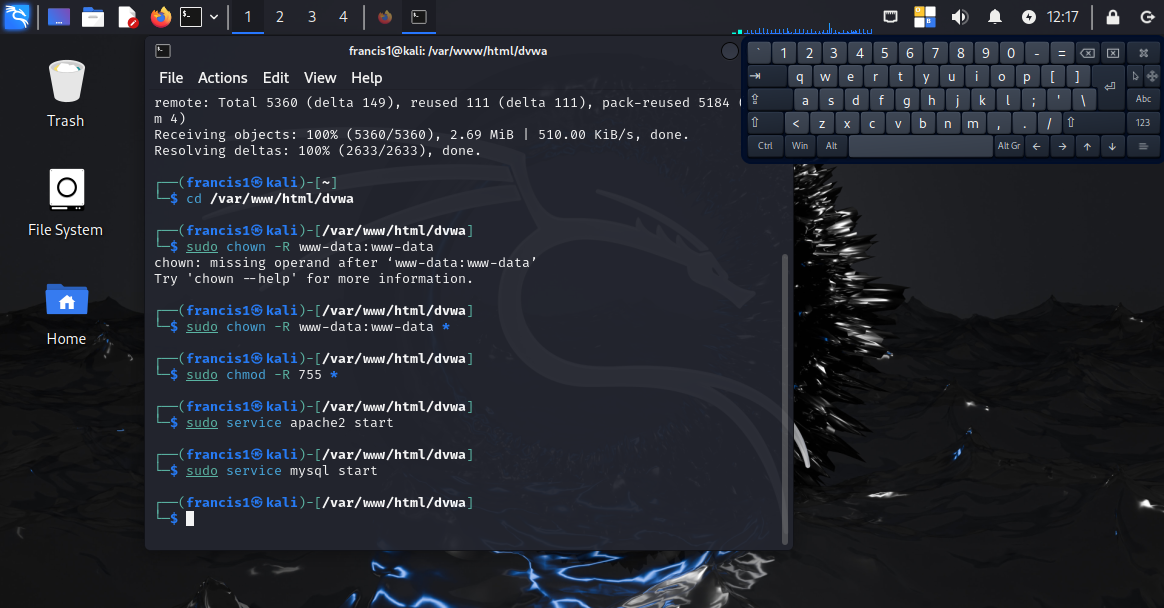 1 2 3 4
12:17
francis1@kali: /var/www/html/dvwa
File Actions Edit View Help
remote: Total 5360 (delta 149), reused 111 (delta 111), pack-reused 5184 (
m 4)
Receiving objects: 100% (5360/5360), 2.69 MiB | 510.00 KiB/s, done.
Resolving deltas: 100% (2633/2633), done.
┌──(francis1㉿kali)-[~]
└─$ cd /var/www/html/dvwa
┌──(francis1㉿kali)-[/var/www/html/dvwa]
└─$ sudo chown -R www-data:www-data
chown: missing operand after ‘www-data:www-data’
Try 'chown --help' for more information.
┌──(francis1㉿kali)-[/var/www/html/dvwa]
└─$ sudo chown -R www-data:www-data *
┌──(francis1㉿kali)-[/var/www/html/dvwa]
└─$ sudo chmod -R 755 *
┌──(francis1㉿kali)-[/var/www/html/dvwa]
└─$ sudo service apache2 start
┌──(francis1㉿kali)-[/var/www/html/dvwa]
└─$ sudo service mysql start
┌──(francis1㉿kali)-[/var/www/html/dvwa]
└─$
Trash
File System
Home
` 1 2 3 4 5 6 7 8 9 0 - =
q w e r t y u i o p [ ]
a s d f g h j k l ; ' \ Abc
< z x c v b n m , . / 123
Ctrl Win Alt Alt Gr